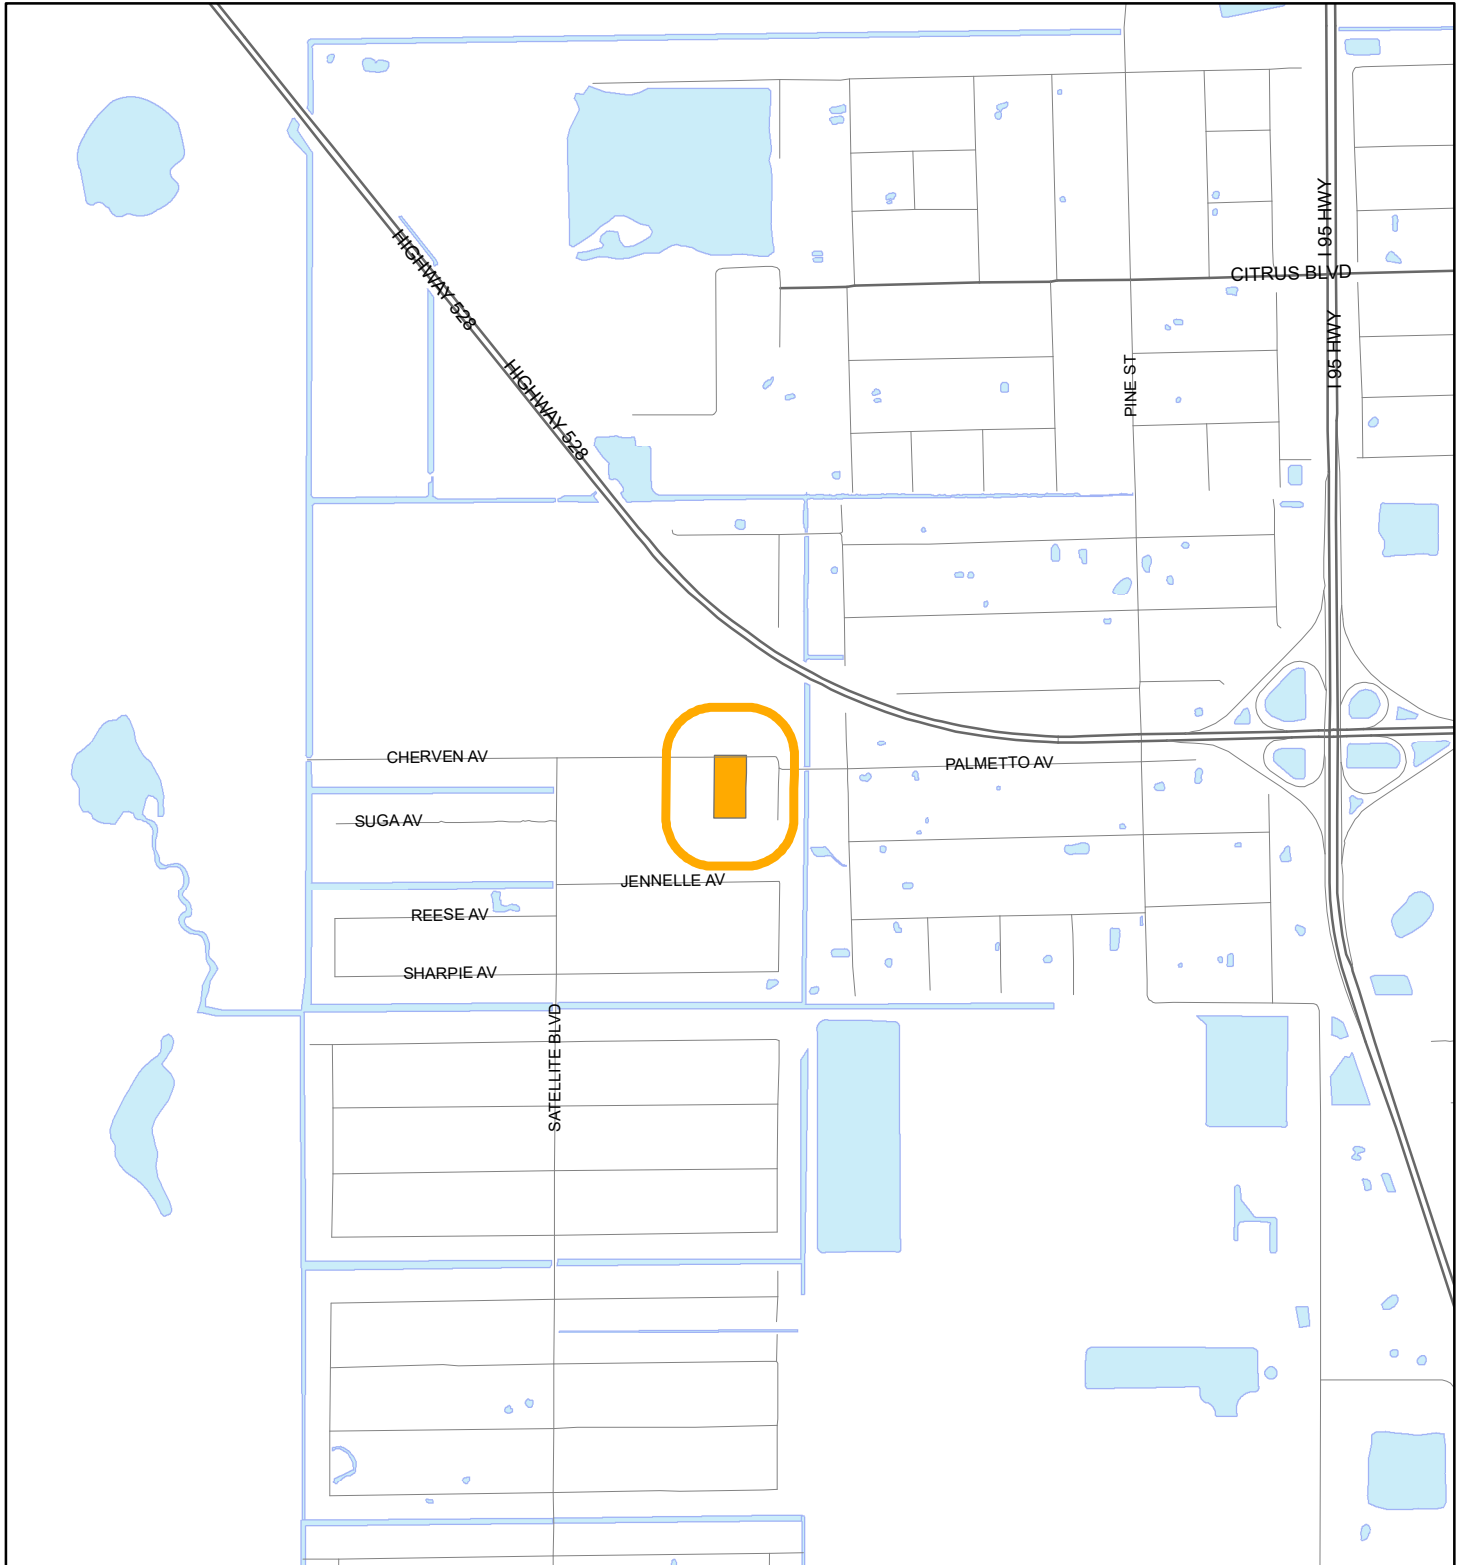 I 95 HWY
HIGHWAY 528
CITRUS BLVD
I 95 HWY
HIGHWAY 528
PINE ST
CHERVEN AV
PALMETTO AV
SUGA AV
JENNELLE AV
REESE AV
SHARPIE AV
SATELLITE BLVD